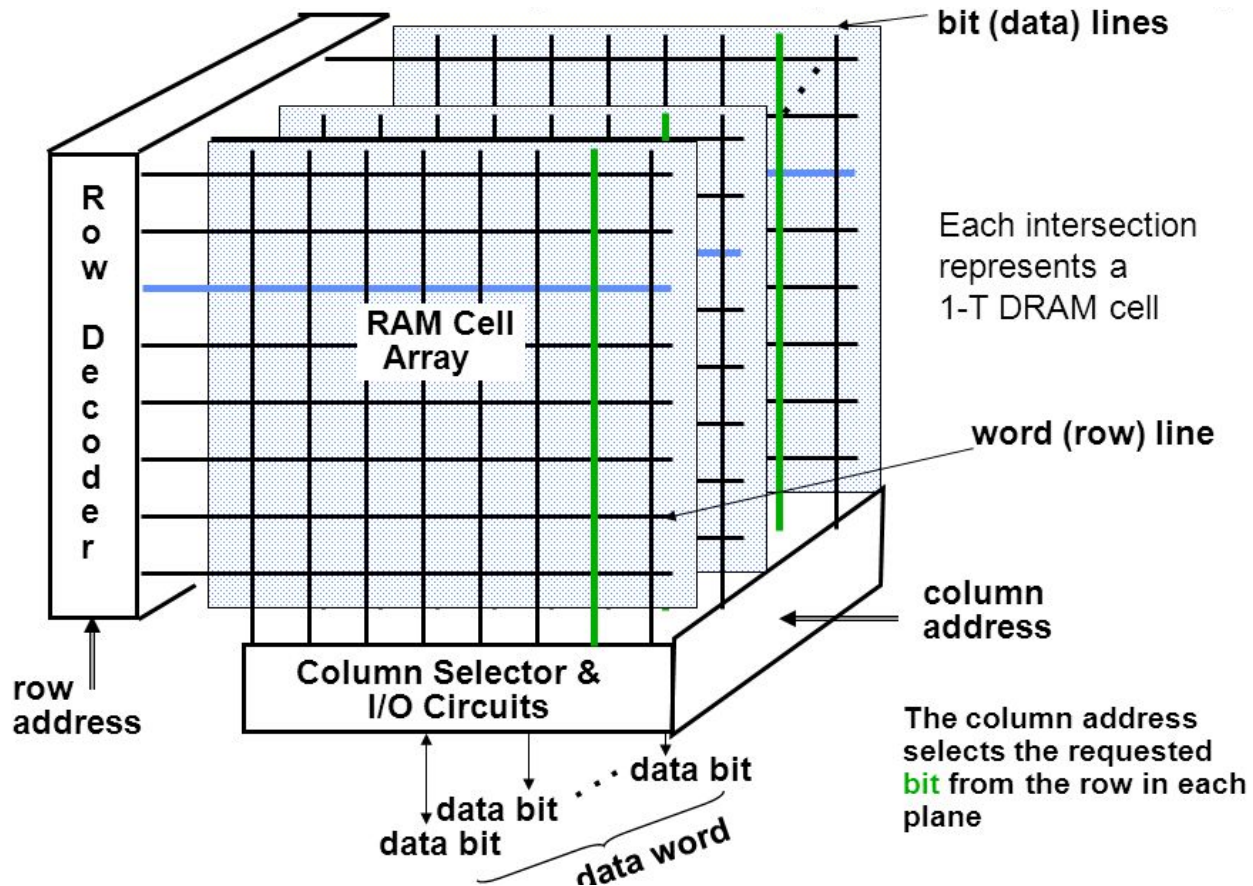 bit (data) lines
Row Decoder
Each intersection
represents a
1-T DRAM cell
RAM Cell
Array
word (row) line
column
address
Column Selector &
I/O Circuits
row
address
The column address
selects the requested
bit from the row in each
plane
data bit
data bit
data bit
data word